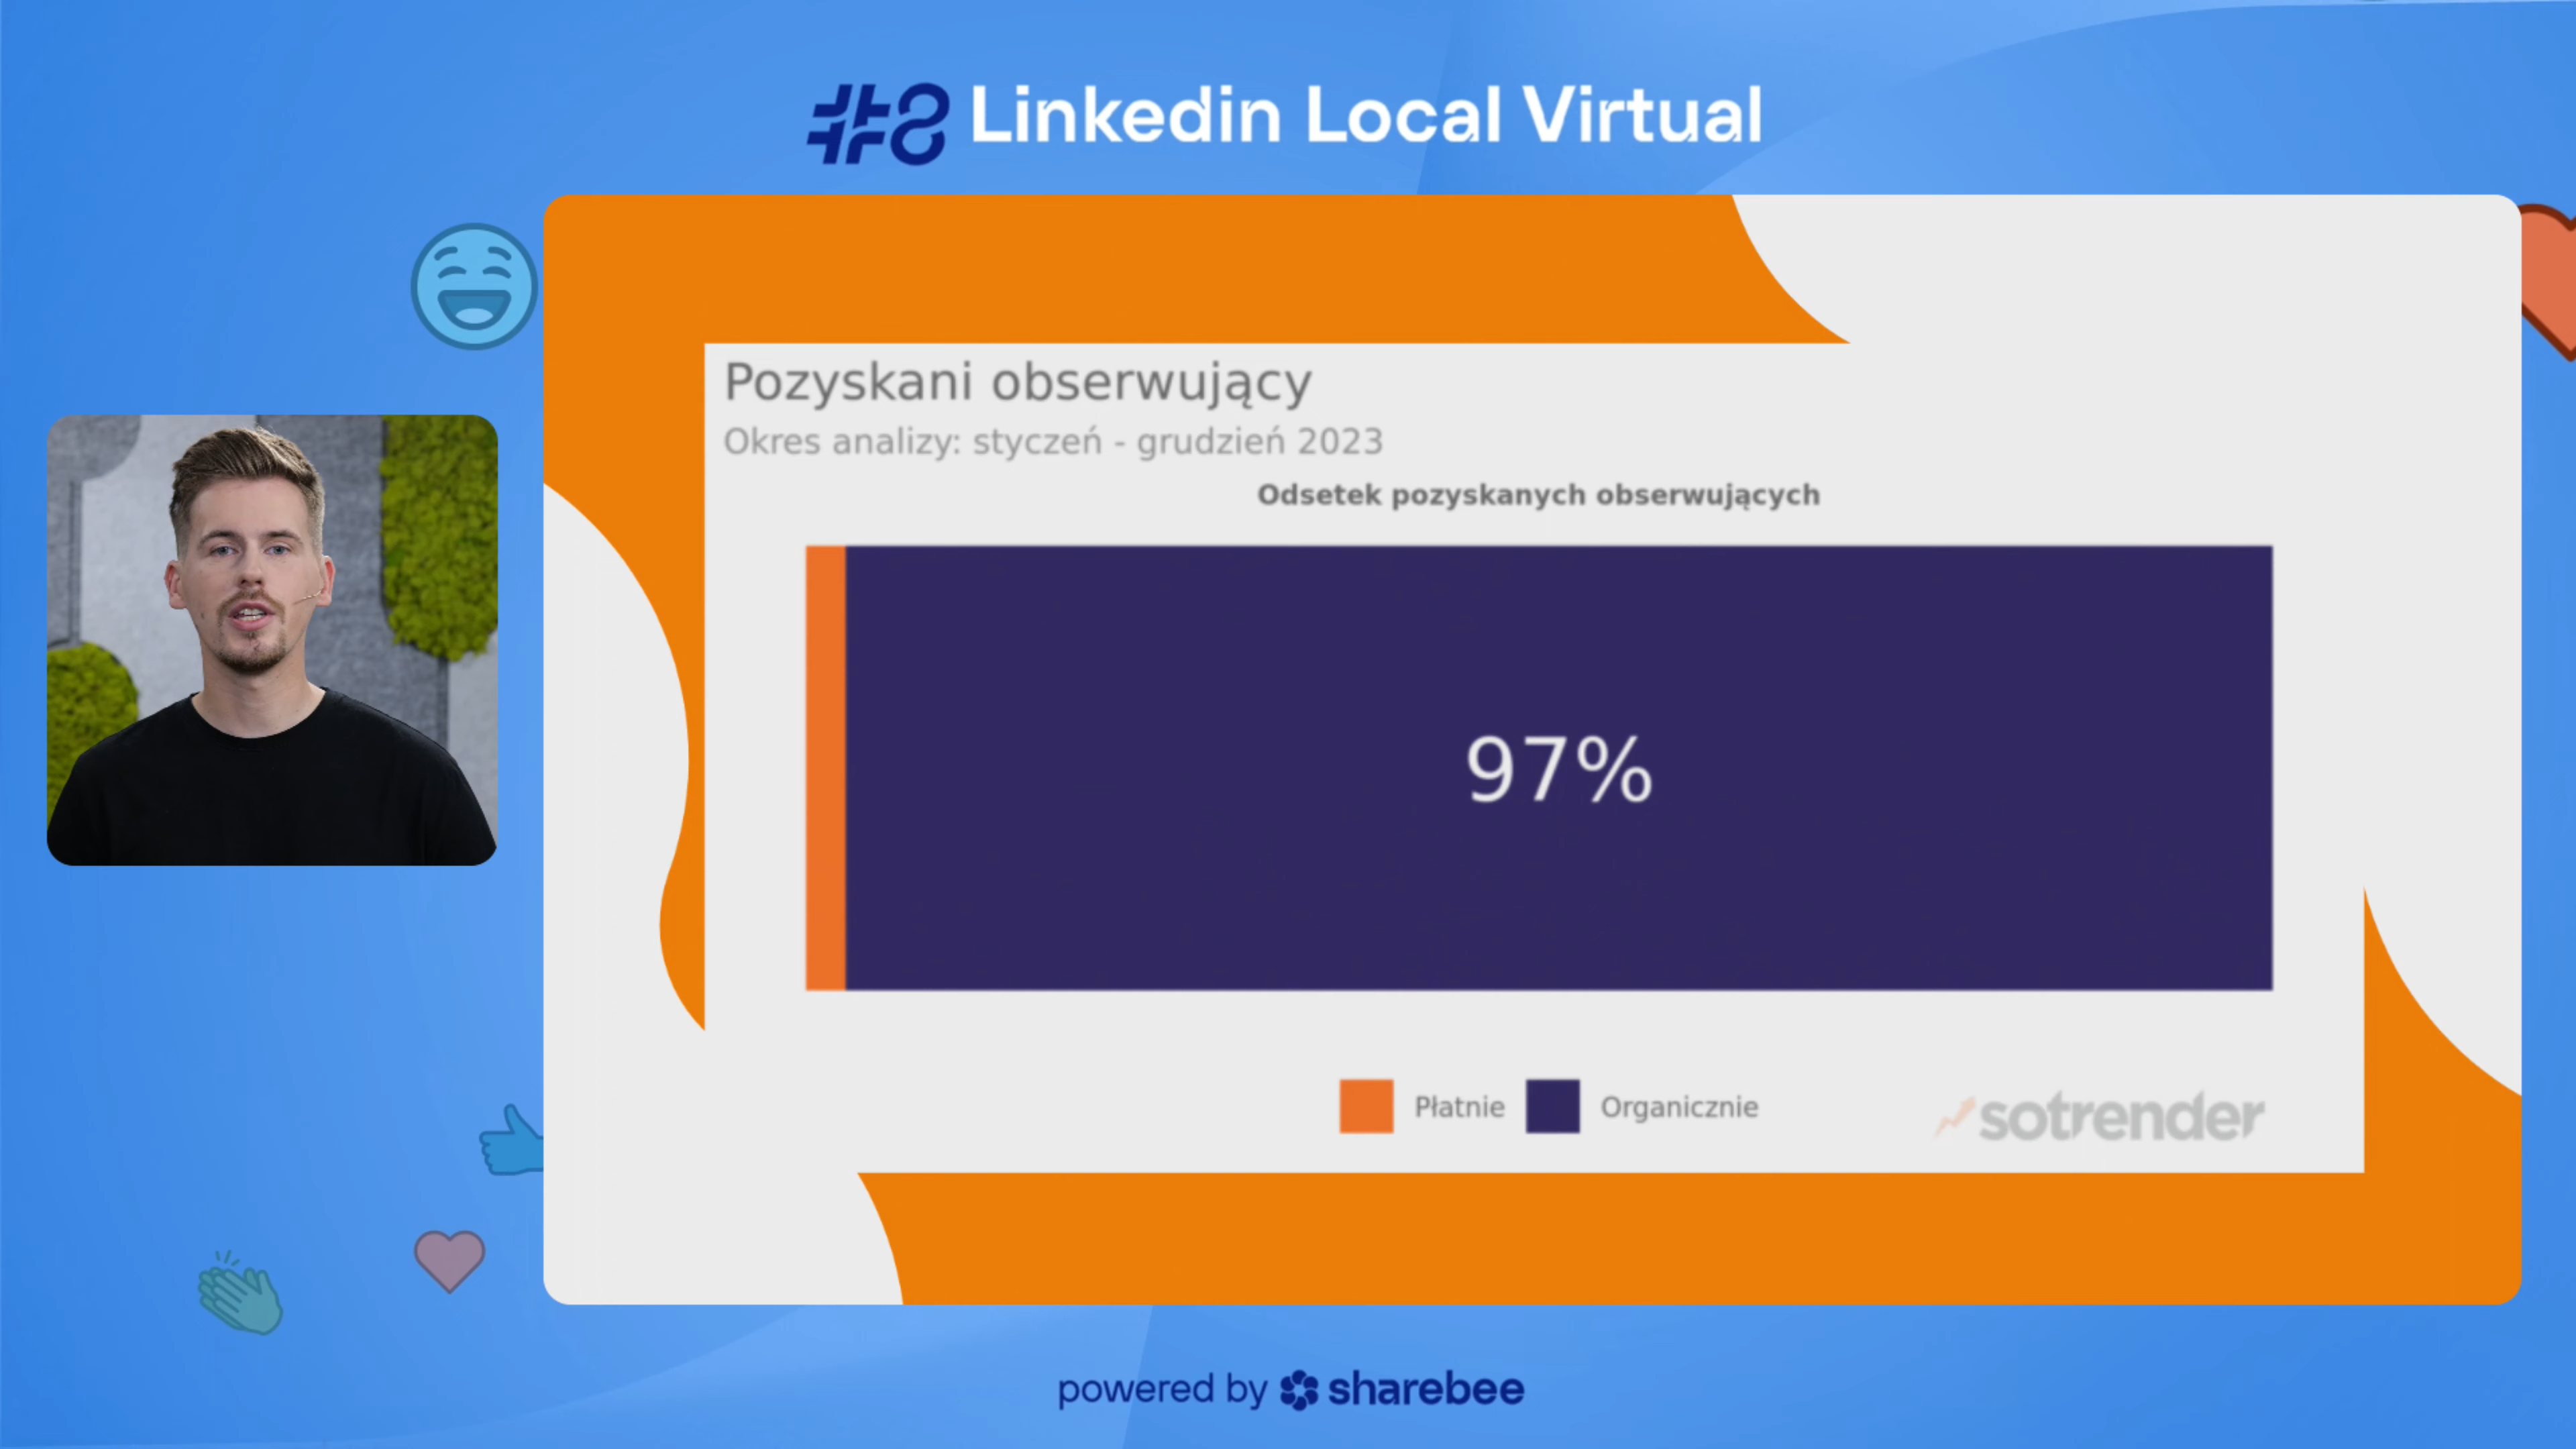 #8 Linkedin Local Virtual
Pozyskani obserwujący
Okres analizy: styczeń - grudzień 2023
Odsetek pozyskanych obserwujących
97%
Płatnie
Organicznie
sotrender
powered by sharebee